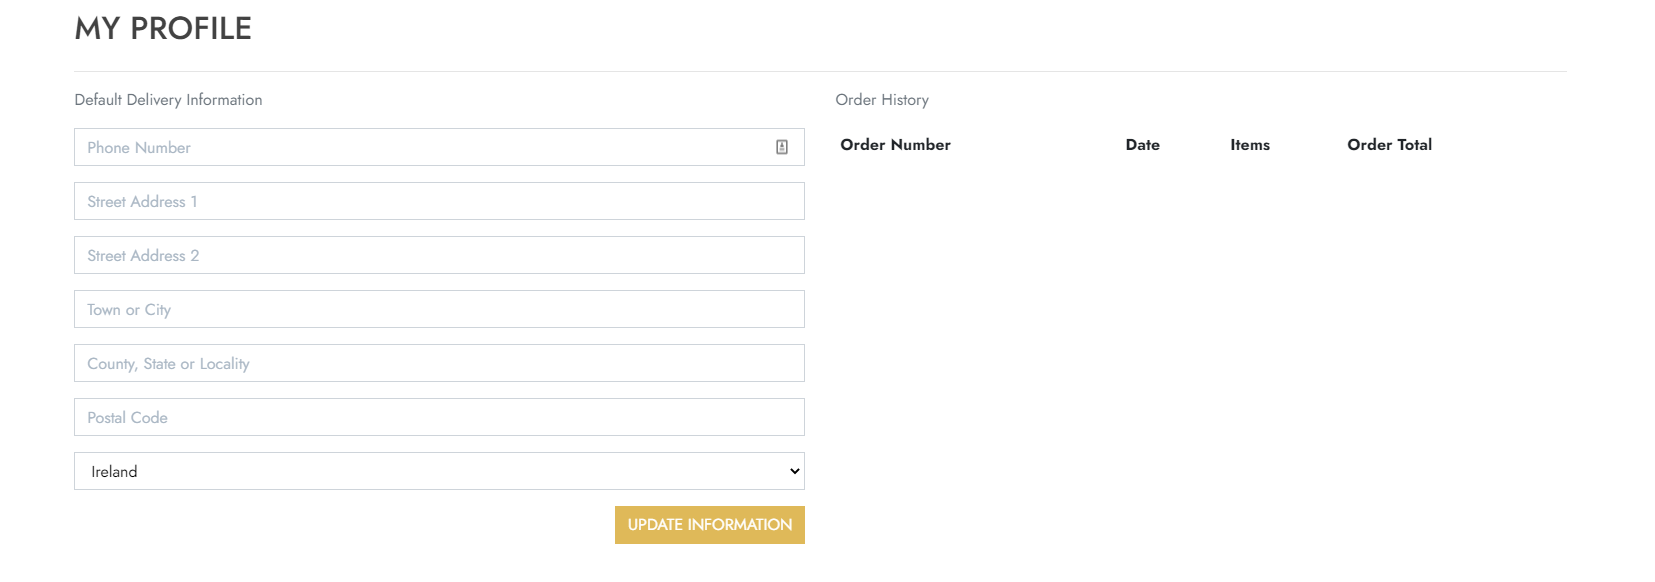 MY PROFILE
Default Delivery Information
Phone Number
Street Address 1
Street Address 2
Town or City
County, State or Locality
Postal Code
Ireland
UPDATE INFORMATION
Order History
Order Number Date Items Order Total